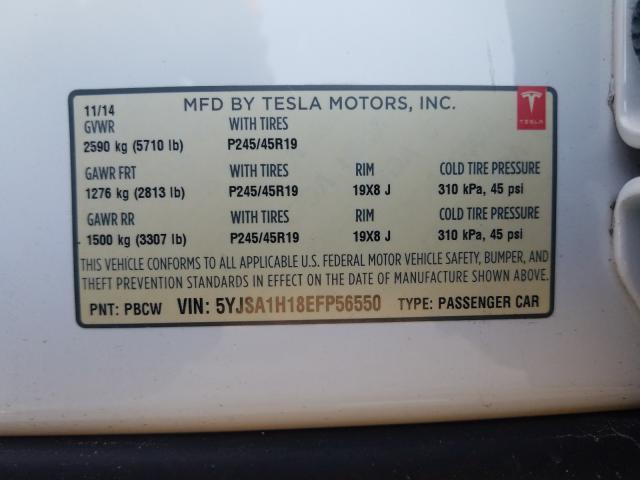 11/14 MFD BY TESLA MOTORS, INC.
TESLA
GVWR WITH TIRES
2590 kg (5710 lb) P245/45R19
GAWR FRT WITH TIRES RIM COLD TIRE PRESSURE
1276 kg (2813 lb) P245/45R19 19X8 J 310 kPa, 45 psi
GAWR RR WITH TIRES RIM COLD TIRE PRESSURE
1500 kg (3307 lb) P245/45R19 19X8 J 310 kPa, 45 psi
THIS VEHICLE CONFORMS TO ALL APPLICABLE U.S. FEDERAL MOTOR VEHICLE SAFETY, BUMPER, AND
THEFT PREVENTION STANDARDS IN EFFECT ON THE DATE OF MANUFACTURE SHOWN ABOVE.
PNT: PBCW VIN: 5YJSA1H18EFP56550 TYPE: PASSENGER CAR